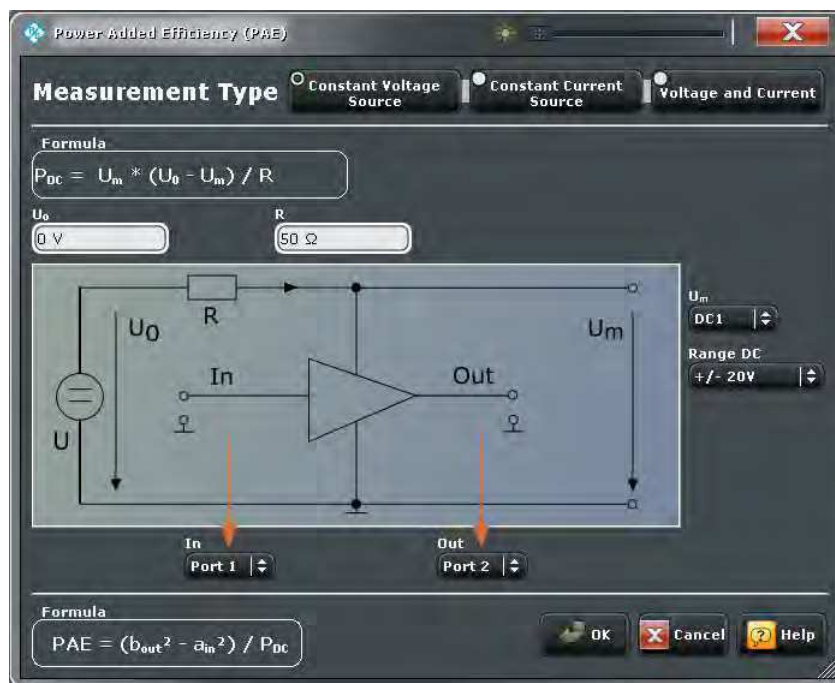 Power Added Efficiency (PAE)
Measurement Type
Constant Voltage
Source
Constant Current
Source
Voltage and Current
Formula
P_DC = U_m * (U_0 - U_m) / R
U₀
0 V
R
50 Ω
R
U₀
U_m
In
Out
U
U_m
DC1
Range DC
+/- 20V
In
Port 1
Out
Port 2
Formula
PAE = (b_out² - a_in²) / P_DC
OK
Cancel
Help